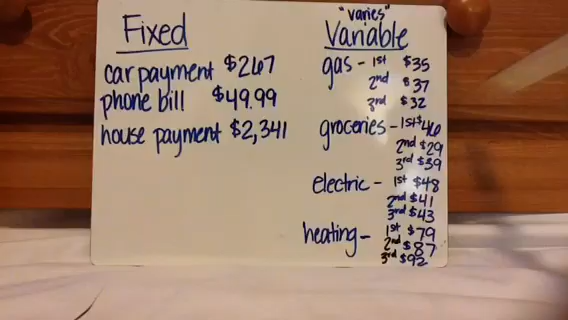 Fixed
car payment $267
phone bill $49.99
house payment $2,341
"varies"
Variable
gas - 1st $35
2nd $37
3rd $32
groceries - 1st $46
2nd $29
3rd $39
electric - 1st $48
2nd $41
3rd $43
heating - 1st $79
2nd $87
3rd $92